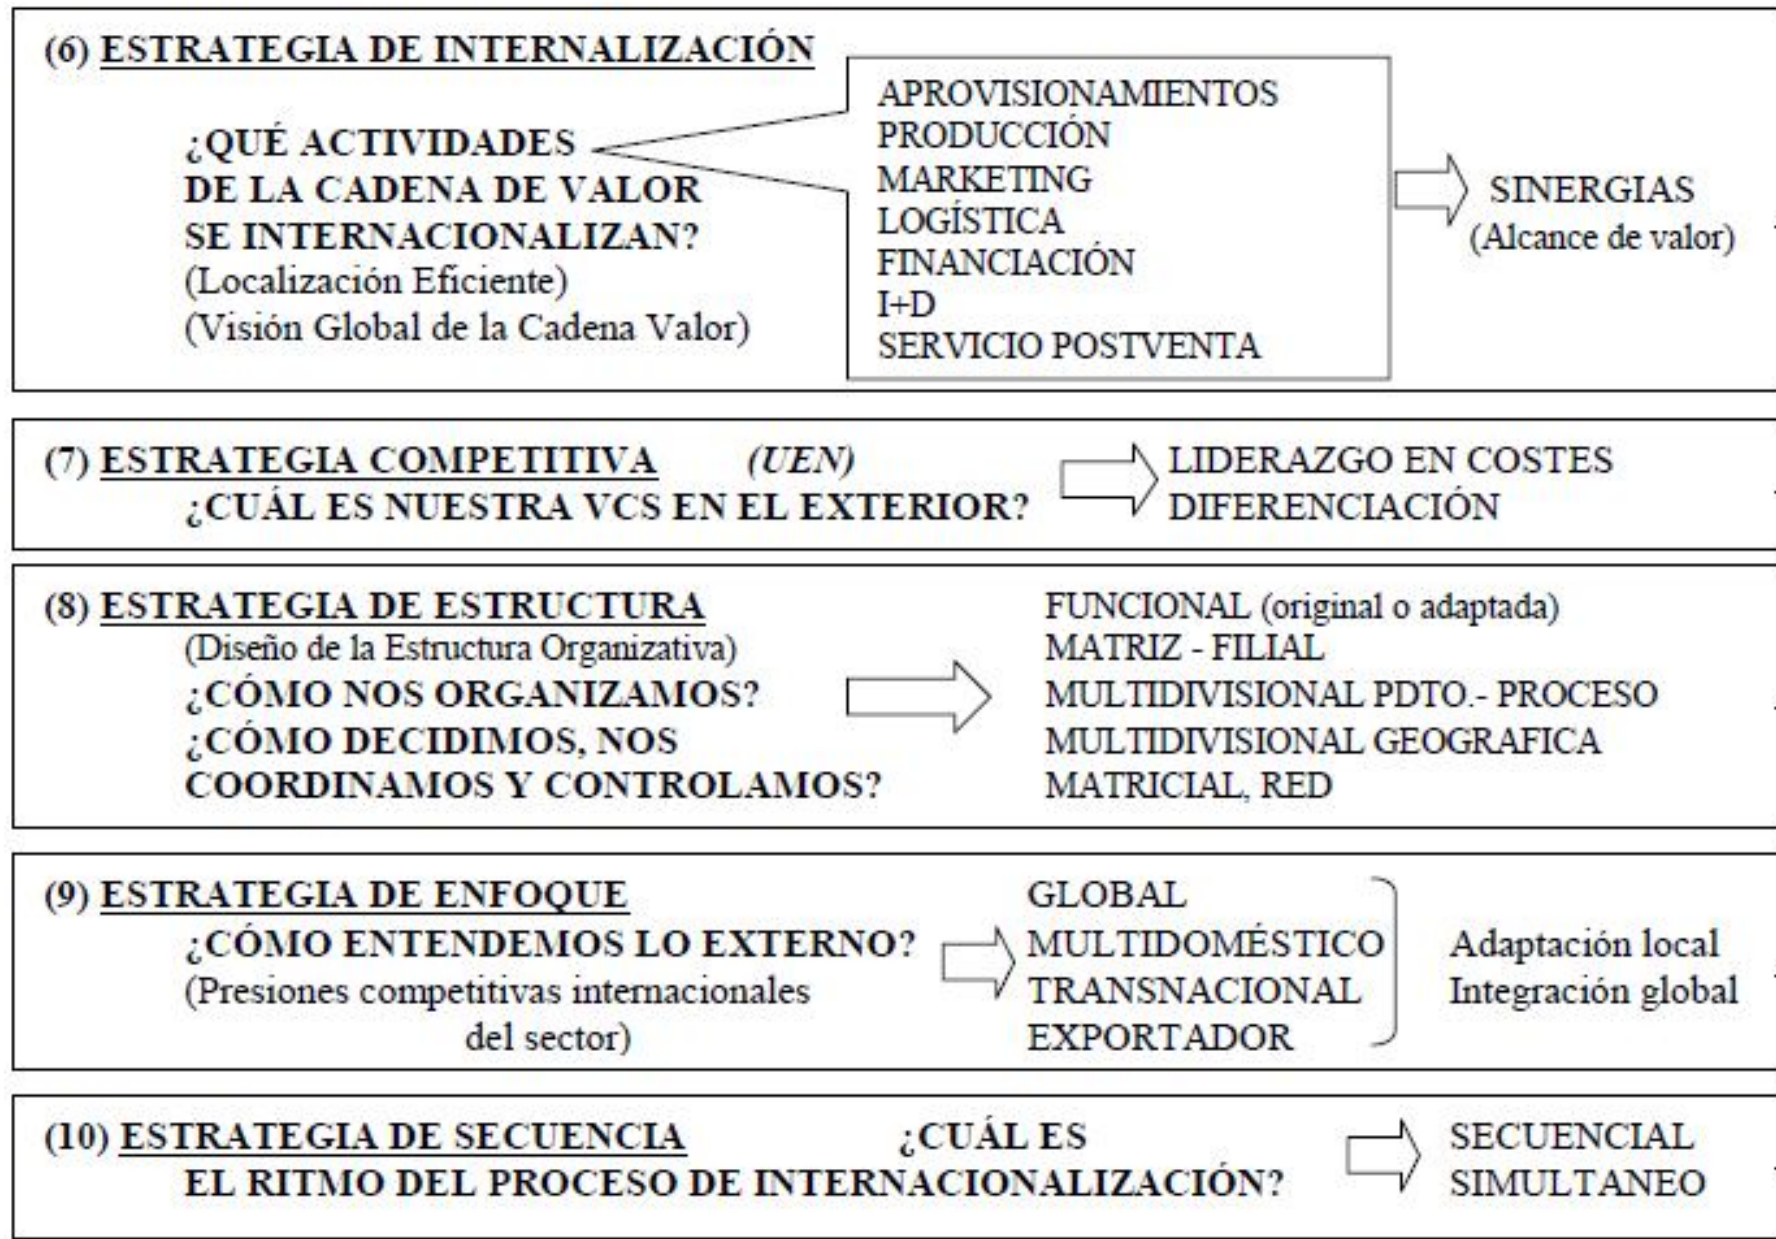 (6) ESTRATEGIA DE INTERNALIZACIÓN
¿QUÉ ACTIVIDADES
DE LA CADENA DE VALOR
SE INTERNACIONALIZAN?
(Localización Eficiente)
(Visión Global de la Cadena Valor)
APROVISIONAMIENTOS
PRODUCCIÓN
MARKETING
LOGÍSTICA
FINANCIACIÓN
I+D
SERVICIO POSTVENTA
SINERGIAS
(Alcance de valor)
(7) ESTRATEGIA COMPETITIVA (UEN)
¿CUÁL ES NUESTRA VCS EN EL EXTERIOR?
LIDERAZGO EN COSTES
DIFERENCIACIÓN
(8) ESTRATEGIA DE ESTRUCTURA
(Diseño de la Estructura Organizativa)
¿CÓMO NOS ORGANIZAMOS?
¿CÓMO DECIDIMOS, NOS
COORDINAMOS Y CONTROLAMOS?
FUNCIONAL (original o adaptada)
MATRIZ - FILIAL
MULTIDIVISIONAL PDTO.- PROCESO
MULTIDIVISIONAL GEOGRAFICA
MATRICIAL, RED
(9) ESTRATEGIA DE ENFOQUE
¿CÓMO ENTENDEMOS LO EXTERNO?
(Presiones competitivas internacionales
del sector)
GLOBAL
MULTIDOMÉSTICO
TRANSNACIONAL
EXPORTADOR
Adaptación local
Integración global
(10) ESTRATEGIA DE SECUENCIA ¿CUÁL ES
EL RITMO DEL PROCESO DE INTERNACIONALIZACIÓN?
SECUENCIAL
SIMULTANEO